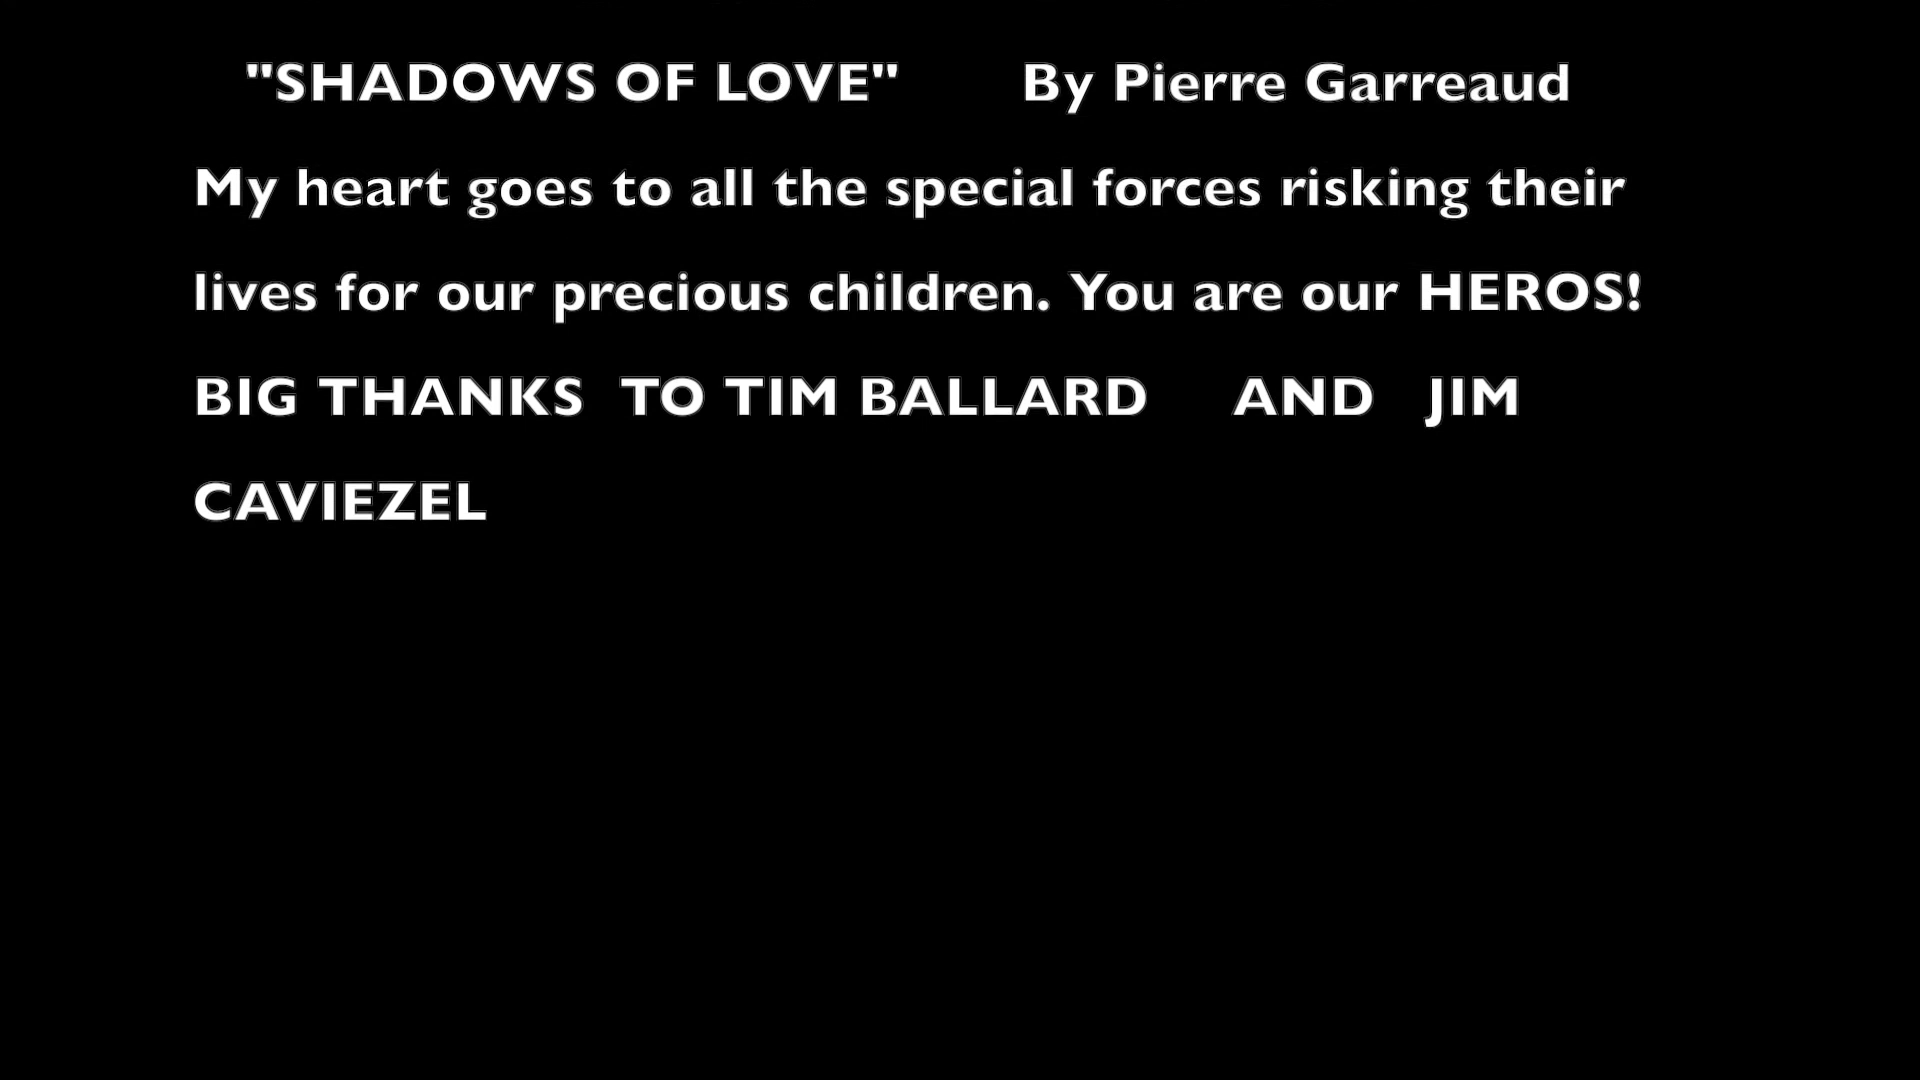 "SHADOWS OF LOVE" By Pierre Garreaud
My heart goes to all the special forces risking their
lives for our precious children. You are our HEROS!
BIG THANKS TO TIM BALLARD AND JIM
CAVIEZEL